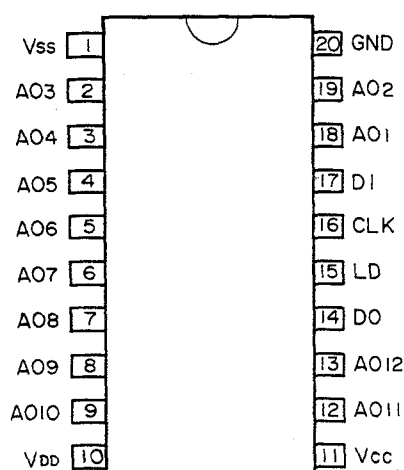 Vss 1 20 GND
AO3 2 19 AO2
AO4 3 18 AO1
AO5 4 17 DI
AO6 5 16 CLK
AO7 6 15 LD
AO8 7 14 DO
AO9 8 13 AO12
AO10 9 12 AO11
VDD 10 11 Vcc